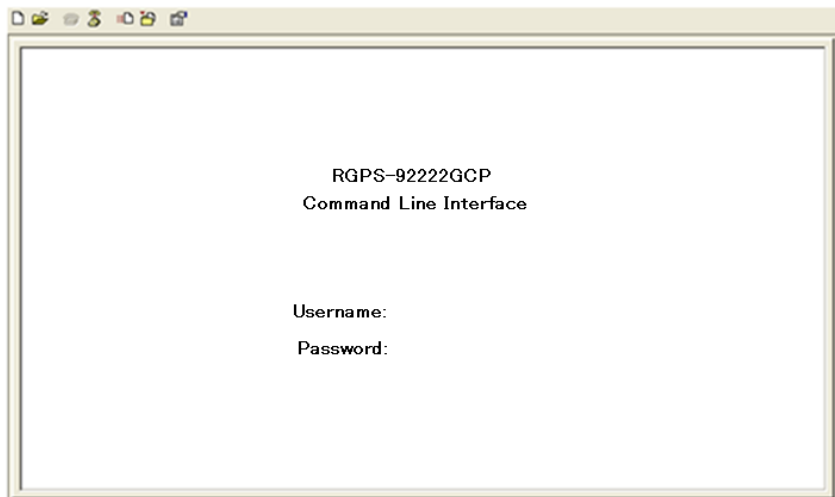 RGPS-92222GCP
Command Line Interface
Username:
Password: